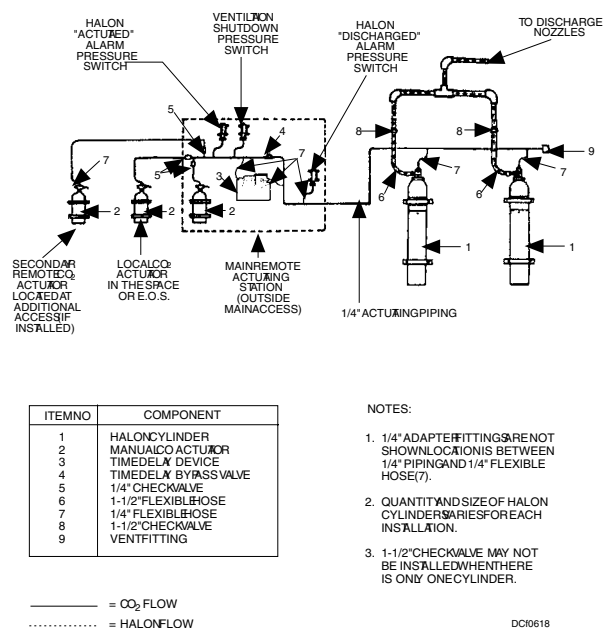 HALON
"ACTUATED"
ALARM
PRESSURE
SWITCH
VENTILATION
SHUTDOWN
PRESSURE
SWITCH
HALON
"DISCHARGED"
ALARM
PRESSURE
SWITCH
TO DISCHARGE
NOZZLES
5
4
8
8
9
7
5
3
7
7
7
6
6
2
2
2
1
1
SECONDARY
REMOTE CO2
ACTUATOR
LOCATED AT
ADDITIONAL
ACCESS (IF
INSTALLED)
LOCAL CO2
ACTUATOR
IN THE SPACE
OR E.O.S.
MAIN REMOTE
ACTUATING
STATION
(OUTSIDE
MAIN ACCESS)
1/4" ACTUATING PIPING
ITEM NO COMPONENT
1 HALON CYLINDER
2 MANUAL CO ACTUATOR
3 TIME DELAY DEVICE
4 TIME DELAY BYPASS VALVE
5 1/4" CHECK VALVE
6 1-1/2" FLEXIBLE HOSE
7 1/4" FLEXIBLE HOSE
8 1-1/2" CHECK VALVE
9 VENT FITTING
NOTES:
1. 1/4" ADAPTER FITTINGS ARE NOT
SHOWN LOCATION IS BETWEEN
1/4" PIPING AND 1/4" FLEXIBLE
HOSE(7).
2. QUANTITY AND SIZE OF HALON
CYLINDERS VARIES FOR EACH
INSTALLATION.
3. 1-1/2" CHECK VALVE MAY NOT
BE INSTALLED WHEN THERE
IS ONLY ONE CYLINDER.
= CO2 FLOW
= HALON FLOW
DCf0618